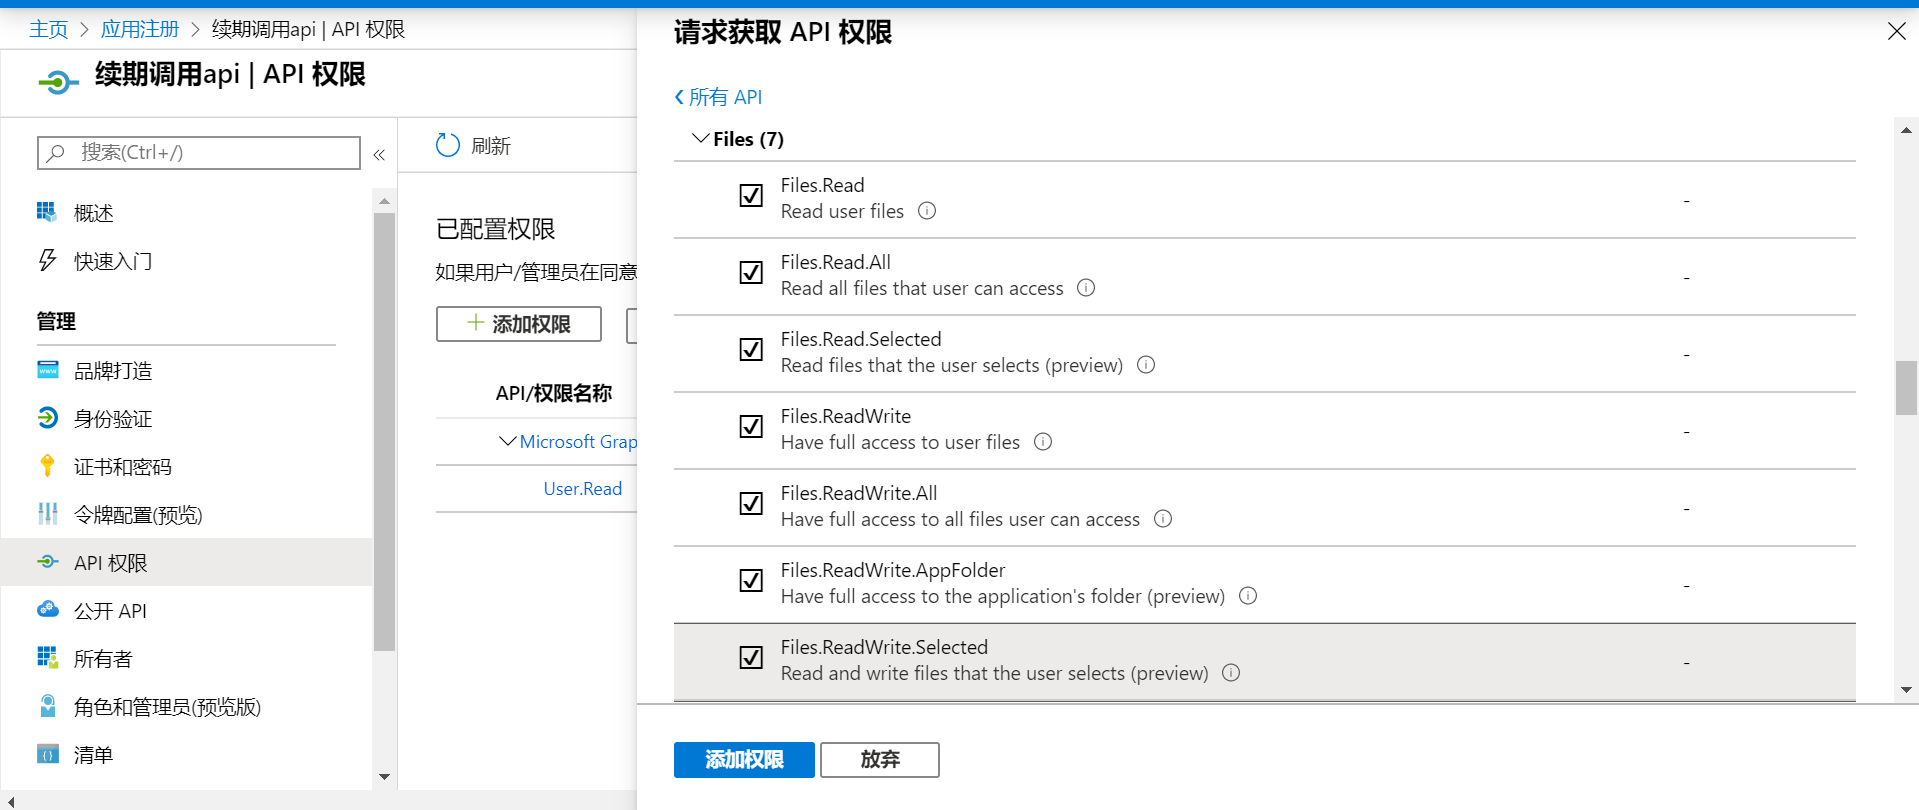 主页 > 应用注册 > 续期调用api | API 权限
续期调用api | API 权限
搜索(Ctrl+/)
«
概述
快速入门
管理
品牌打造
身份验证
证书和密码
令牌配置(预览)
API 权限
公开 API
所有者
角色和管理员(预览版)
清单
刷新
已配置权限
如果用户/管理员在同意
+ 添加权限
API/权限名称
Microsoft Grap
User.Read
请求获取 API 权限
所有 API
Files (7)
Files.Read
Read user files
-
Files.Read.All
Read all files that user can access
-
Files.Read.Selected
Read files that the user selects (preview)
-
Files.ReadWrite
Have full access to user files
-
Files.ReadWrite.All
Have full access to all files user can access
-
Files.ReadWrite.AppFolder
Have full access to the application's folder (preview)
-
Files.ReadWrite.Selected
Read and write files that the user selects (preview)
-
添加权限
放弃